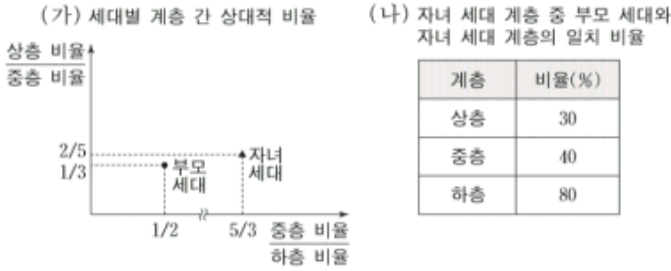 (가) 세대별 계층 간 상대적 비율
상층 비율
중층 비율
2/5
1/3
부모
세대
자녀
세대
1/2
5/3
중층 비율
하층 비율
(나) 자녀 세대 계층 중 부모 세대와
자녀 세대 계층의 일치 비율
계층 비율(%)
상층 30
중층 40
하층 80